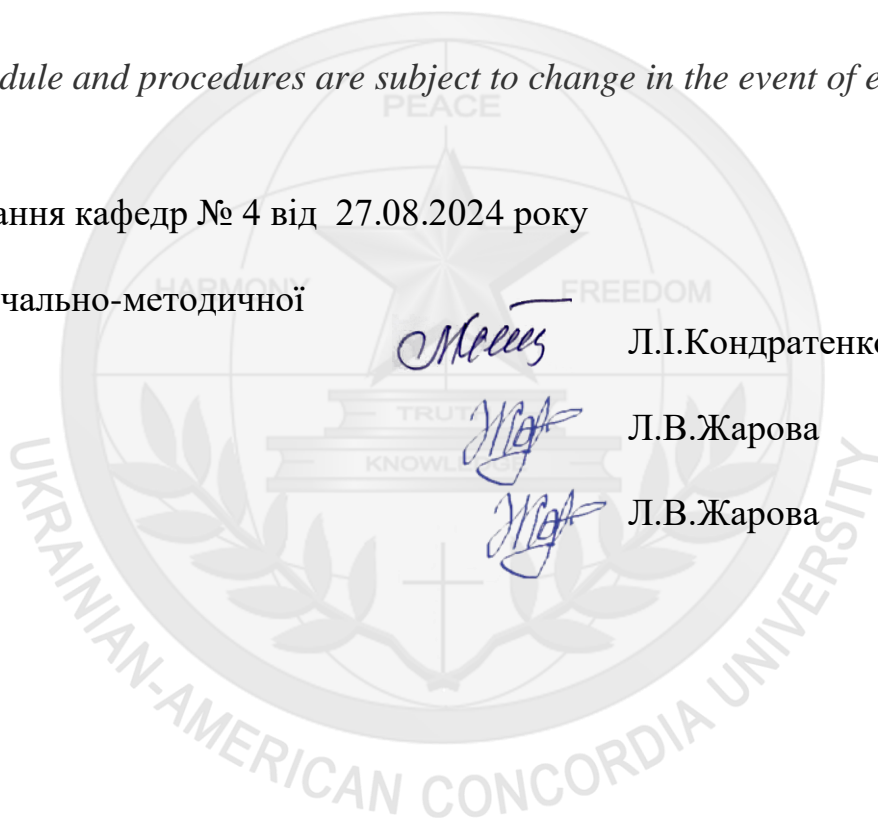 dule and procedures are subject to change in the event of e
PEACE
ання кафедр № 4 від 27.08.2024 року
HARMONY
FREEDOM
чально-методичної
Л.І.Кондратенко
TRUTH
Л.В.Жарова
KNOWLEDGE
Л.В.Жарова
UKRAINIAN-AMERICAN CONCORDIA UNIVERSITY